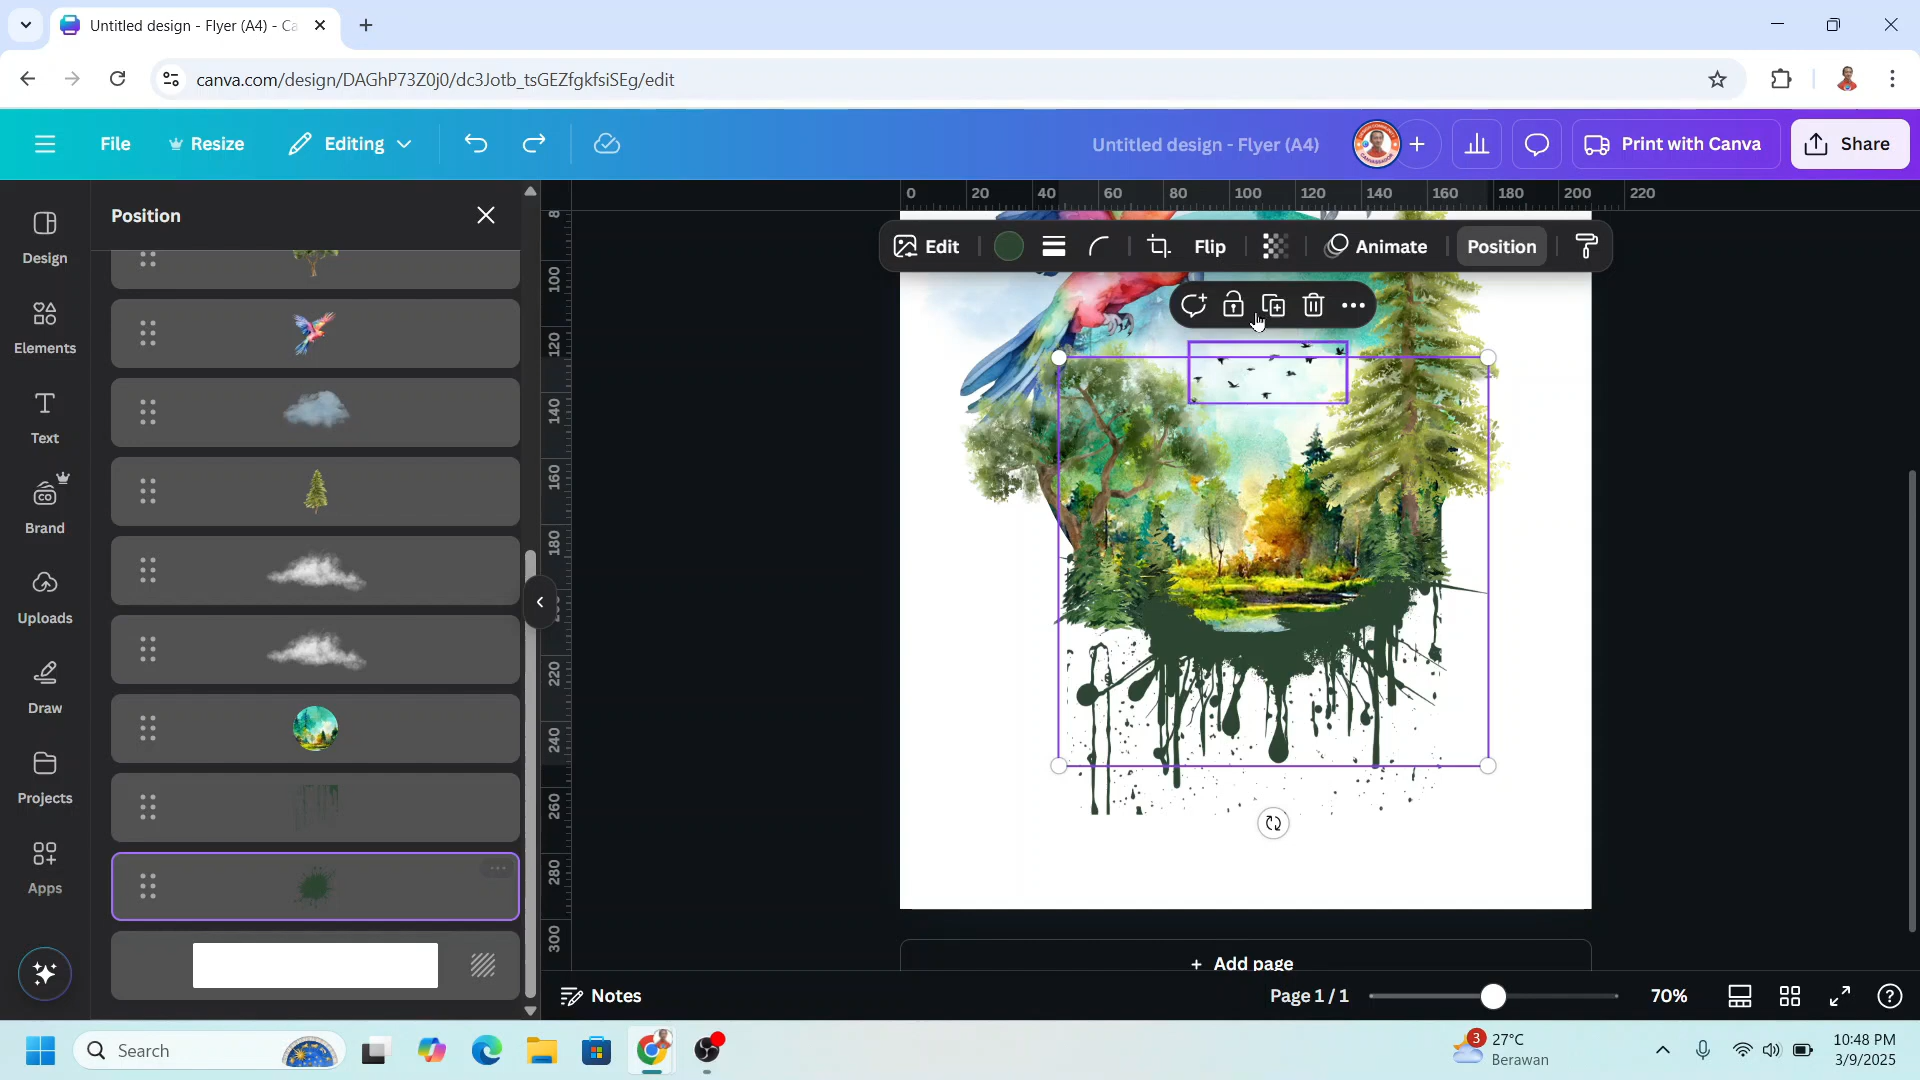 Untitled design - Flyer (A4) - Ca
canva.com/design/DAGhP73Z0j0/dc3Jotb_tsGEZfgkfsiSEg/edit
File
Resize
Editing
Untitled design - Flyer (A4)
Print with Canva
Share
Design
Elements
Text
Brand
Uploads
Draw
Projects
Apps
Position
0 20 40 60 80 100 120 140 160 180 200 220
Edit
Flip
Animate
Position
100
120
140
160
180
220
240
260
280
300
+ Add page
Notes
Page 1 / 1
70%
Search
3
27°C
Berawan
10:48 PM
3/9/2025